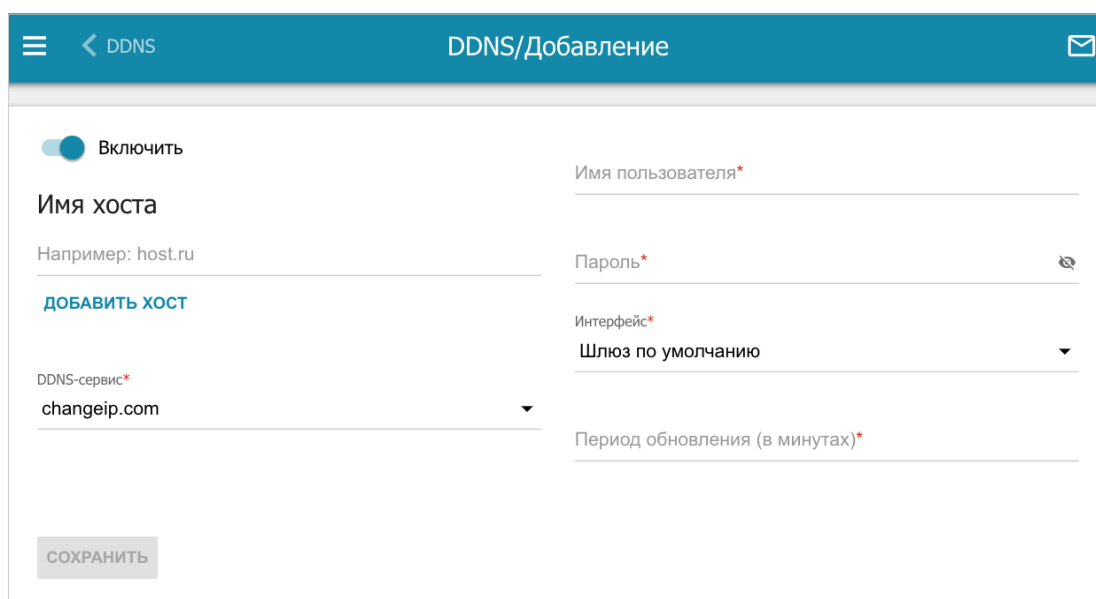 DDNS
DDNS/Добавление
Включить
Имя хоста
Например: host.ru
ДОБАВИТЬ ХОСТ
DDNS-сервис*
changeip.com
Имя пользователя*
Пароль*
Интерфейс*
Шлюз по умолчанию
Период обновления (в минутах)*
СОХРАНИТЬ